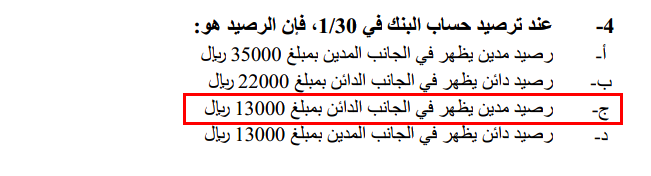 4- عند ترصيد حساب البنك في 1/30، فإن الرصيد هو:
أ- رصيد مدين يظهر في الجانب المدين بمبلغ 35000 ريال
ب- رصيد دائن يظهر في الجانب الدائن بمبلغ 22000 ريال
ج- رصيد مدين يظهر في الجانب الدائن بمبلغ 13000 ريال
د- رصيد دائن يظهر في الجانب المدين بمبلغ 13000 ريال